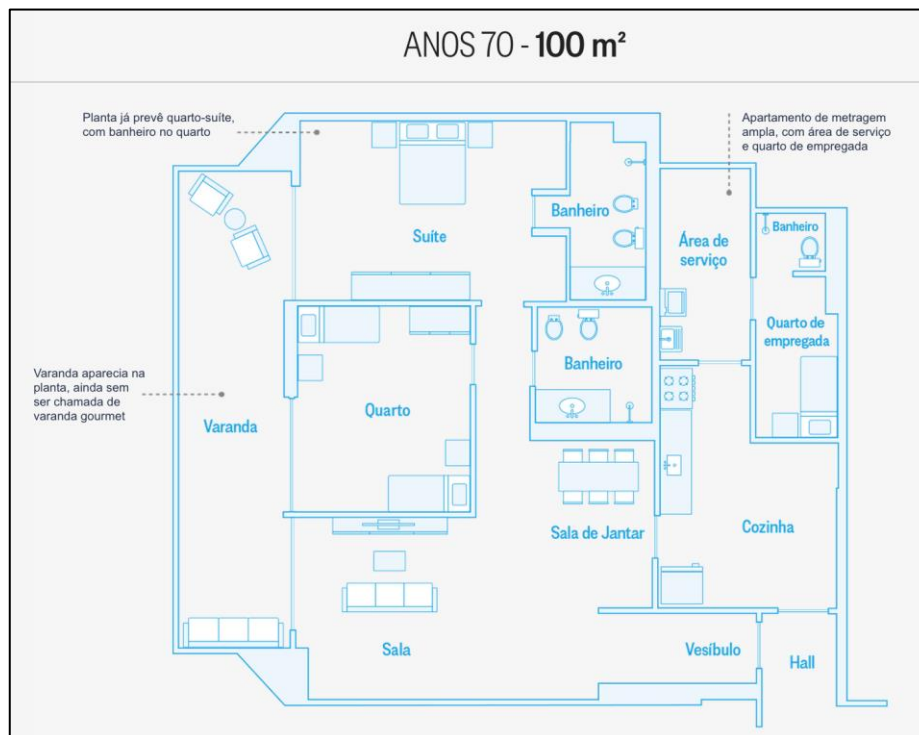 ANOS 70 - 100 m²
Planta já prevê quarto-suíte,
com banheiro no quarto
Apartamento de metragem
ampla, com área de serviço
e quarto de empregada
Banheiro
Suíte
Área de
serviço
Banheiro
Quarto de
empregada
Banheiro
Varanda aparecia na
planta, ainda sem
ser chamada de
varanda gourmet
Varanda
Quarto
Sala de Jantar
Cozinha
Sala
Vesíbulo
Hall